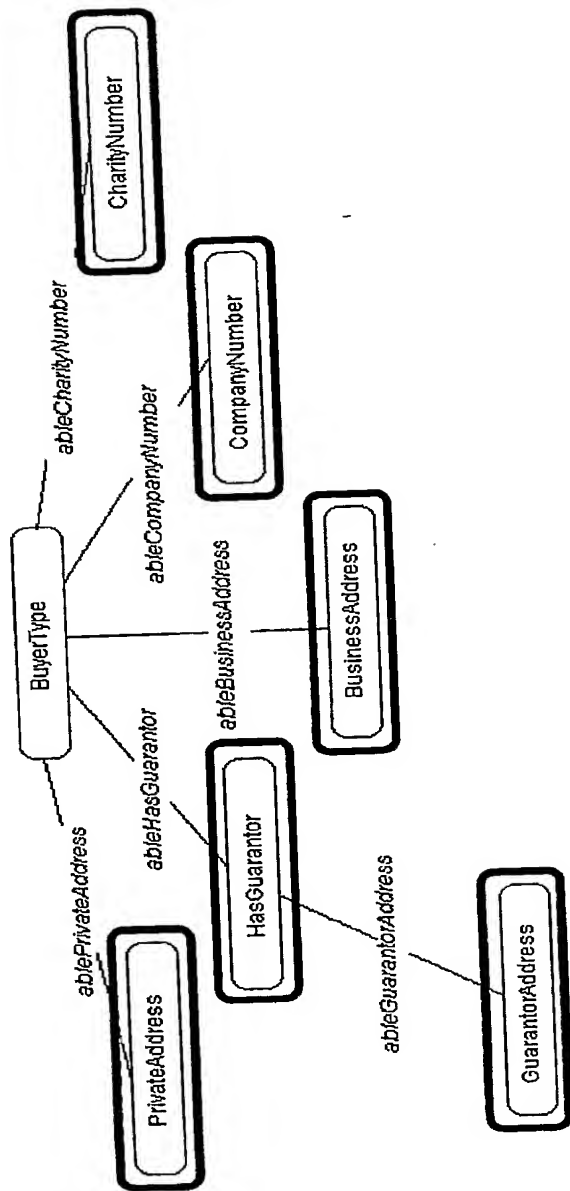 BuyerType
ablePrivateAddress
ableHasGuarantor
ableBusinessAddress
ableCompanyNumber
ableCharityNumber
PrivateAddress
HasGuarantor
BusinessAddress
CompanyNumber
CharityNumber
ableGuarantorAddress
GuarantorAddress